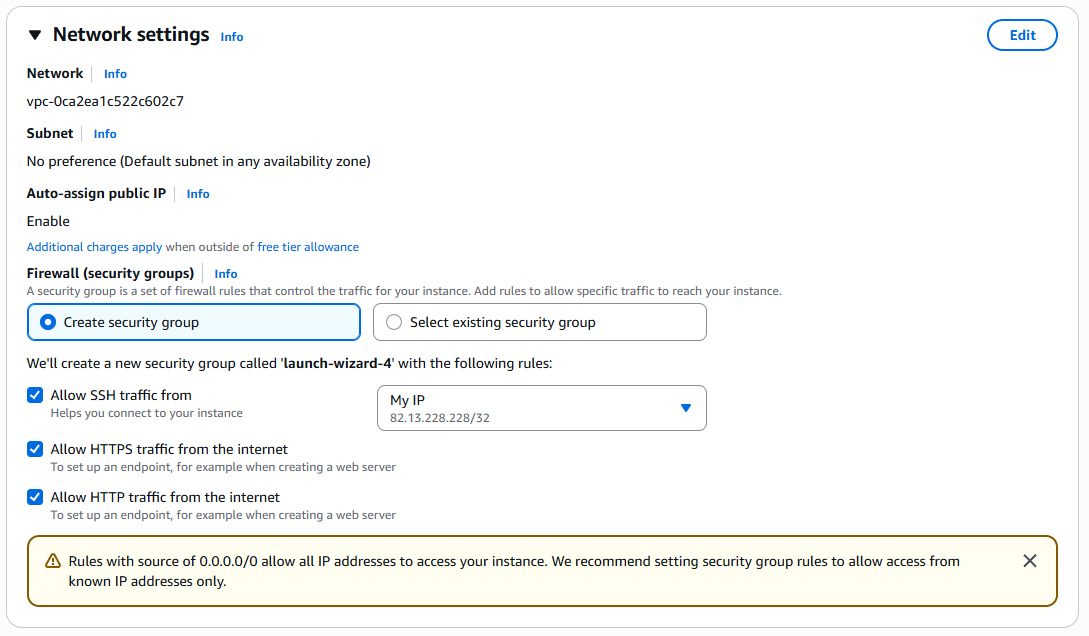 Network settings Info
Edit
Network Info
vpc-0ca2ea1c522c602c7
Subnet Info
No preference (Default subnet in any availability zone)
Auto-assign public IP Info
Enable
Additional charges apply when outside of free tier allowance
Firewall (security groups) Info
A security group is a set of firewall rules that control the traffic for your instance. Add rules to allow specific traffic to reach your instance.
Create security group
Select existing security group
We'll create a new security group called 'launch-wizard-4' with the following rules:
Allow SSH traffic from
Helps you connect to your instance
My IP
82.13.228.228/32
Allow HTTPS traffic from the internet
To set up an endpoint, for example when creating a web server
Allow HTTP traffic from the internet
To set up an endpoint, for example when creating a web server
Rules with source of 0.0.0.0/0 allow all IP addresses to access your instance. We recommend setting security group rules to allow access from
known IP addresses only.